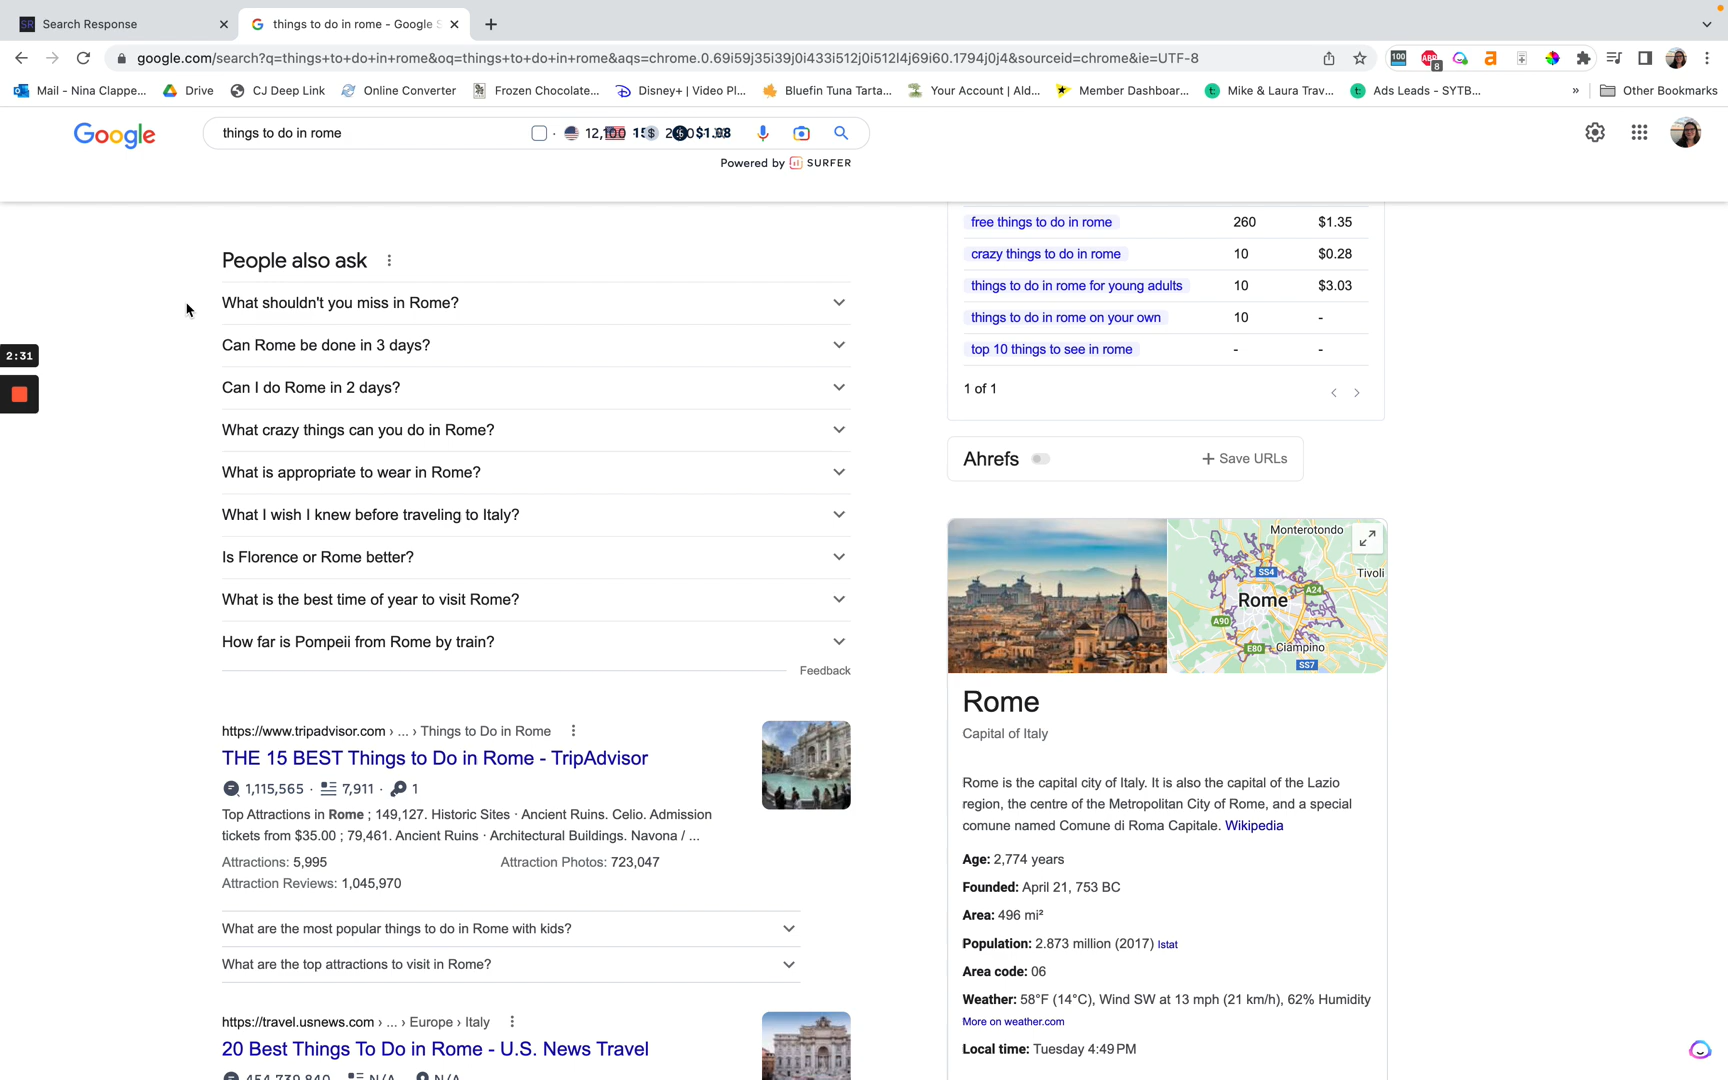 Search Response
things to do in rome - Google S
google.com/search?q=things+to+do+in+rome&oq=things+to+do+in+rome&aqs=chrome.0.69i59j35i39j0i433i512j0i512l4j69i60.1794j0j4&sourceid=chrome&ie=UTF-8
Mail - Nina Clappe...
Drive
CJ Deep Link
Online Converter
Frozen Chocolate...
Disney+ | Video Pl...
Bluefin Tuna Tarta...
Your Account | Ald...
Member Dashboar...
Mike & Laura Trav...
Ads Leads - SYTB...
»
Other Bookmarks
Google
things to do in rome
Powered by SURFER
2:31
People also ask
What shouldn't you miss in Rome?
Can Rome be done in 3 days?
Can I do Rome in 2 days?
What crazy things can you do in Rome?
What is appropriate to wear in Rome?
What I wish I knew before traveling to Italy?
Is Florence or Rome better?
What is the best time of year to visit Rome?
How far is Pompeii from Rome by train?
Feedback
https://www.tripadvisor.com › ... › Things to Do in Rome
THE 15 BEST Things to Do in Rome - TripAdvisor
1,115,565 · 7,911 · 1
Top Attractions in Rome ; 149,127. Historic Sites · Ancient Ruins. Celio. Admission
tickets from $35.00 ; 79,461. Ancient Ruins · Architectural Buildings. Navona / ...
Attractions: 5,995 Attraction Photos: 723,047
Attraction Reviews: 1,045,970
What are the most popular things to do in Rome with kids?
What are the top attractions to visit in Rome?
https://travel.usnews.com › ... › Europe › Italy
20 Best Things To Do in Rome - U.S. News Travel
free things to do in rome 260 $1.35
crazy things to do in rome 10 $0.28
things to do in rome for young adults 10 $3.03
things to do in rome on your own 10 -
top 10 things to see in rome - -
1 of 1
Ahrefs
+ Save URLs
Monterotondo
SS4
Tivoli
A24
Rome
A90
E80
Ciampino
SS7
Rome
Capital of Italy
Rome is the capital city of Italy. It is also the capital of the Lazio
region, the centre of the Metropolitan City of Rome, and a special
comune named Comune di Roma Capitale. Wikipedia
Age: 2,774 years
Founded: April 21, 753 BC
Area: 496 mi²
Population: 2.873 million (2017) Istat
Area code: 06
Weather: 58°F (14°C), Wind SW at 13 mph (21 km/h), 62% Humidity
More on weather.com
Local time: Tuesday 4:49 PM